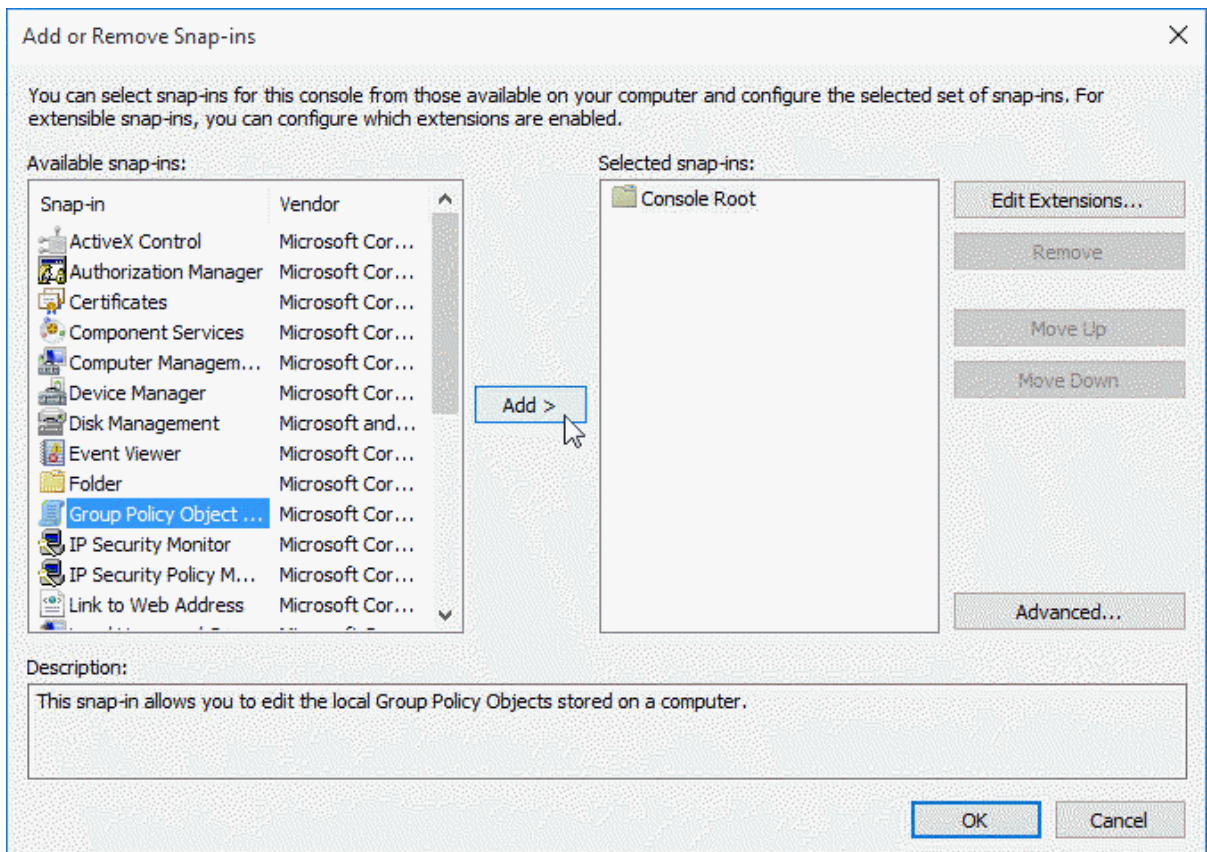 Add or Remove Snap-ins
You can select snap-ins for this console from those available on your computer and configure the selected set of snap-ins. For
extensible snap-ins, you can configure which extensions are enabled.
Available snap-ins:
Snap-in Vendor
ActiveX Control Microsoft Cor...
Authorization Manager Microsoft Cor...
Certificates Microsoft Cor...
Component Services Microsoft Cor...
Computer Managem... Microsoft Cor...
Device Manager Microsoft Cor...
Disk Management Microsoft and...
Event Viewer Microsoft Cor...
Folder Microsoft Cor...
Group Policy Object ... Microsoft Cor...
IP Security Monitor Microsoft Cor...
IP Security Policy M... Microsoft Cor...
Link to Web Address Microsoft Cor...
Add >
Selected snap-ins:
Console Root
Edit Extensions...
Remove
Move Up
Move Down
Advanced...
Description:
This snap-in allows you to edit the local Group Policy Objects stored on a computer.
OK Cancel